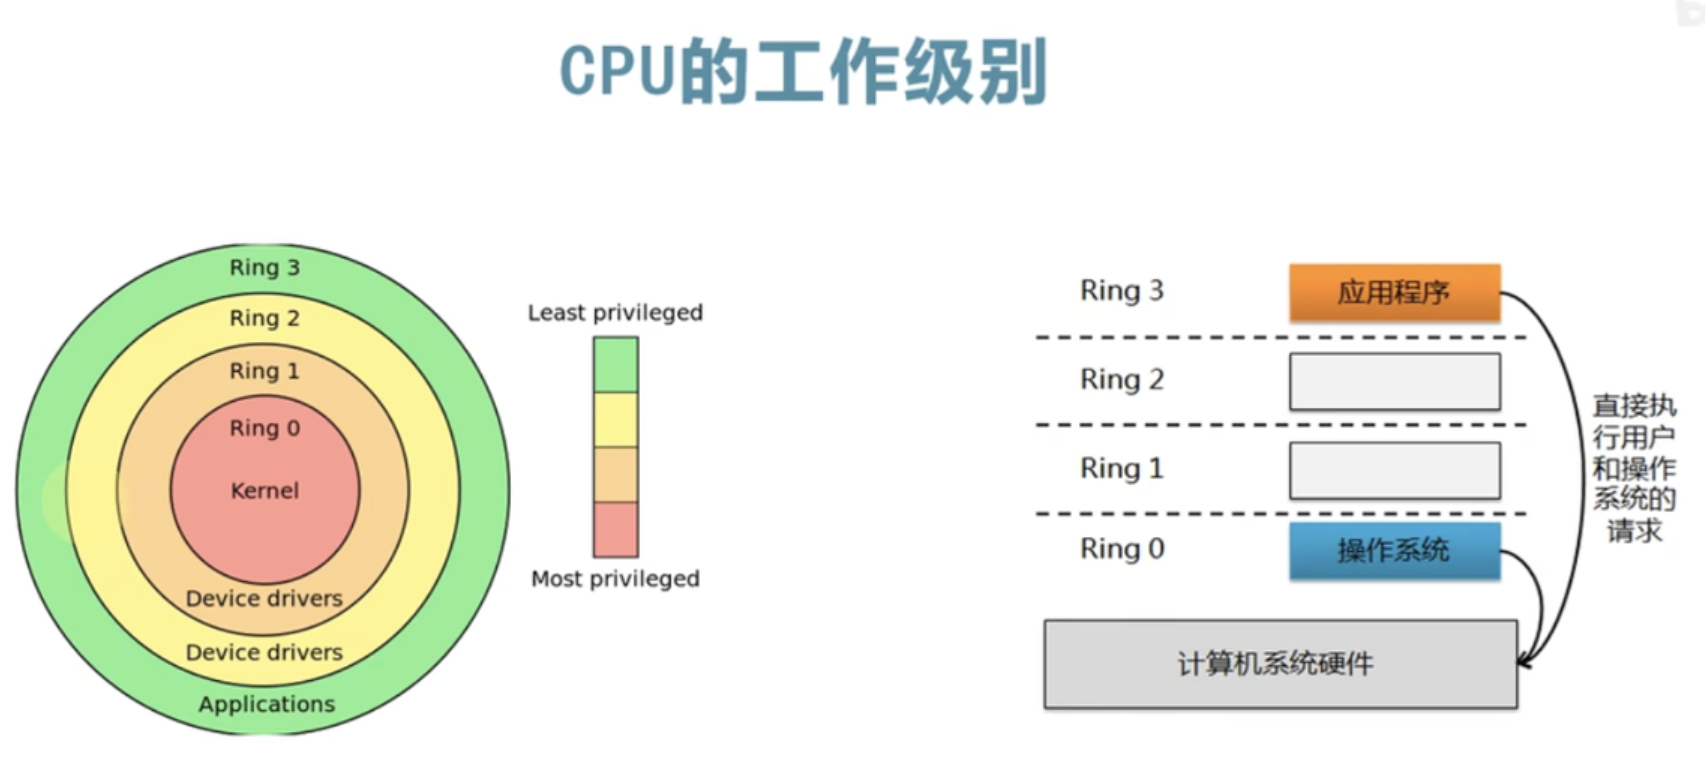 CPU的工作级别
Ring 3
Ring 2
Ring 1
Ring 0
Kernel
Device drivers
Device drivers
Applications
Least privileged
Most privileged
Ring 3
应用程序
Ring 2
Ring 1
Ring 0
操作系统
计算机系统硬件
直接执
行用户
和操作
系统的
请求